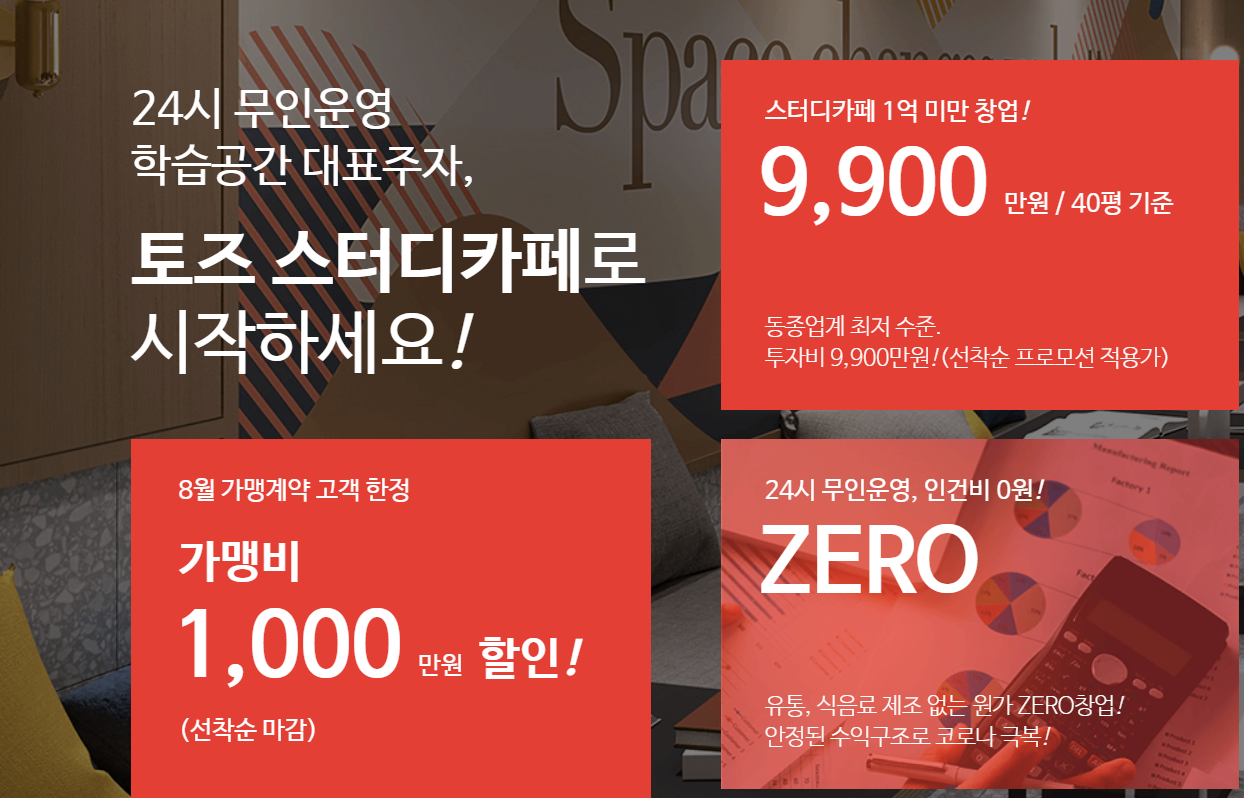 24시 무인운영
학습공간 대표주자,
토즈 스터디카페로
시작하세요!
스터디카페 1억 미만 창업!
9,900 만원 / 40평 기준
동종업계 최저 수준.
투자비 9,900만원!(선착순 프로모션 적용가)
8월 가맹계약 고객 한정
가맹비
1,000 만원 할인!
(선착순 마감)
24시 무인운영, 인건비 0원!
ZERO
유통, 식음료 제조 없는 원가 ZERO창업!
안정된 수익구조로 코로나 극복!
Manufactering Report
Factory 1